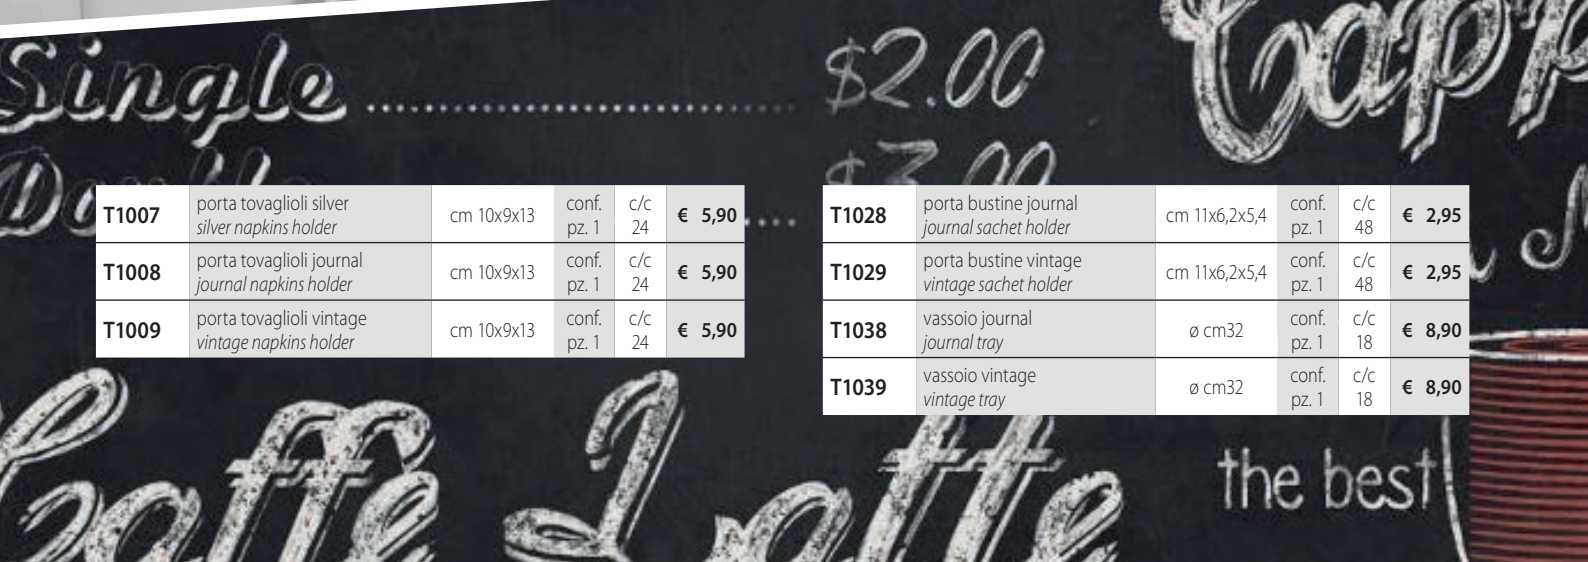 Single ........................ $2.00
Double $3.00
T1007 porta tovaglioli silver silver napkins holder cm 10x9x13 conf. pz. 1 c/c 24 € 5,90
T1008 porta tovaglioli journal journal napkins holder cm 10x9x13 conf. pz. 1 c/c 24 € 5,90
T1009 porta tovaglioli vintage vintage napkins holder cm 10x9x13 conf. pz. 1 c/c 24 € 5,90
T1028 porta bustine journal journal sachet holder cm 11x6,2x5,4 conf. pz. 1 c/c 48 € 2,95
T1029 porta bustine vintage vintage sachet holder cm 11x6,2x5,4 conf. pz. 1 c/c 48 € 2,95
T1038 vassoio journal journal tray ø cm32 conf. pz. 1 c/c 18 € 8,90
T1039 vassoio vintage vintage tray ø cm32 conf. pz. 1 c/c 18 € 8,90
Capp
Caffè Latte
the best